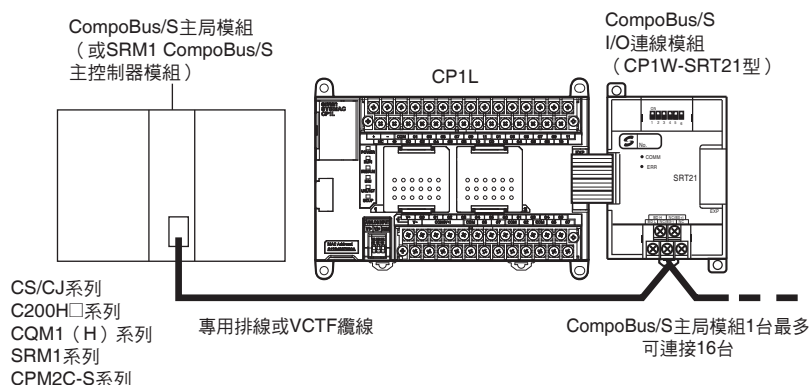 CompoBus/S主局模組
（或SRM1 CompoBus/S
主控制器模組）
CP1L
CompoBus/S
I/O連線模組
（CP1W-SRT21型）
SYSMAC
CP1L
No.
COMM
ERR
SRT21
EXP
CS/CJ系列
C200H□系列
CQM1（H）系列
SRM1系列
CPM2C-S系列
專用排線或VCTF纜線
CompoBus/S主局模組1台最多
可連接16台